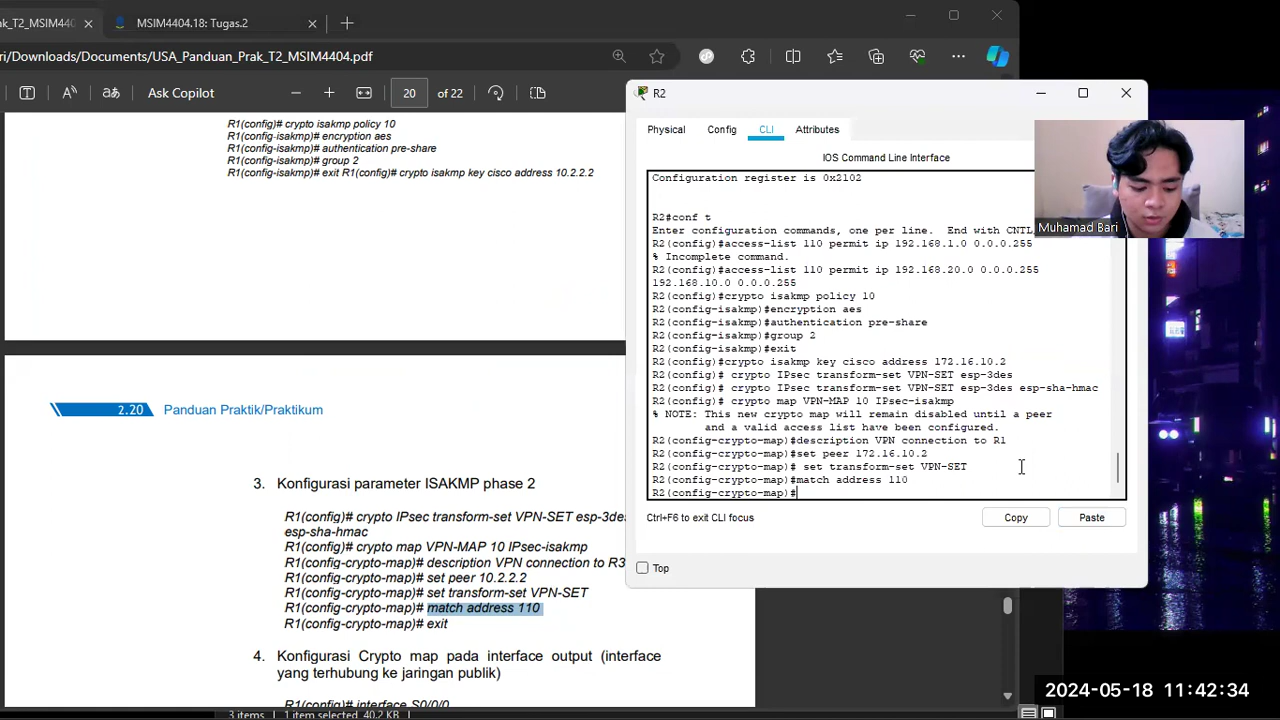 ak_T2_MSIM440
MSIM4404.18: Tugas.2
ri/Downloads/Documents/USA_Panduan_Prak_T2_MSIM4404.pdf
Ask Copilot
20 of 22
R1(config)# crypto isakmp policy 10
R1(config-isakmp)# encryption aes
R1(config-isakmp)# authentication pre-share
R1(config-isakmp)# group 2
R1(config-isakmp)# exit R1(config)# crypto isakmp key cisco address 10.2.2.2
2.20 Panduan Praktik/Praktikum
3. Konfigurasi parameter ISAKMP phase 2
R1(config)# crypto IPsec transform-set VPN-SET esp-3des
esp-sha-hmac
R1(config)# crypto map VPN-MAP 10 IPsec-isakmp
R1(config-crypto-map)# description VPN connection to R3
R1(config-crypto-map)# set peer 10.2.2.2
R1(config-crypto-map)# set transform-set VPN-SET
R1(config-crypto-map)# match address 110
R1(config-crypto-map)# exit
4. Konfigurasi Crypto map pada interface output (interface
yang terhubung ke jaringan publik)
R1(config)# interface S0/0/0
3 items 1 item selected 40.2 KB
R2
Physical Config CLI Attributes
IOS Command Line Interface
Configuration register is 0x2102
R2#conf t
Enter configuration commands, one per line. End with CNTL
R2(config)#access-list 110 permit ip 192.168.1.0 0.0.0.255
% Incomplete command.
R2(config)#access-list 110 permit ip 192.168.20.0 0.0.0.255
192.168.10.0 0.0.0.255
R2(config)#crypto isakmp policy 10
R2(config-isakmp)#encryption aes
R2(config-isakmp)#authentication pre-share
R2(config-isakmp)#group 2
R2(config-isakmp)#exit
R2(config)#crypto isakmp key cisco address 172.16.10.2
R2(config)# crypto IPsec transform-set VPN-SET esp-3des
R2(config)# crypto IPsec transform-set VPN-SET esp-3des esp-sha-hmac
R2(config)# crypto map VPN-MAP 10 IPsec-isakmp
% NOTE: This new crypto map will remain disabled until a peer
and a valid access list have been configured.
R2(config-crypto-map)#description VPN connection to R1
R2(config-crypto-map)#set peer 172.16.10.2
R2(config-crypto-map)# set transform-set VPN-SET
R2(config-crypto-map)#match address 110
R2(config-crypto-map)#
Ctrl+F6 to exit CLI focus
Copy Paste
Top
Muhamad Bari
2024-05-18 11:42:34